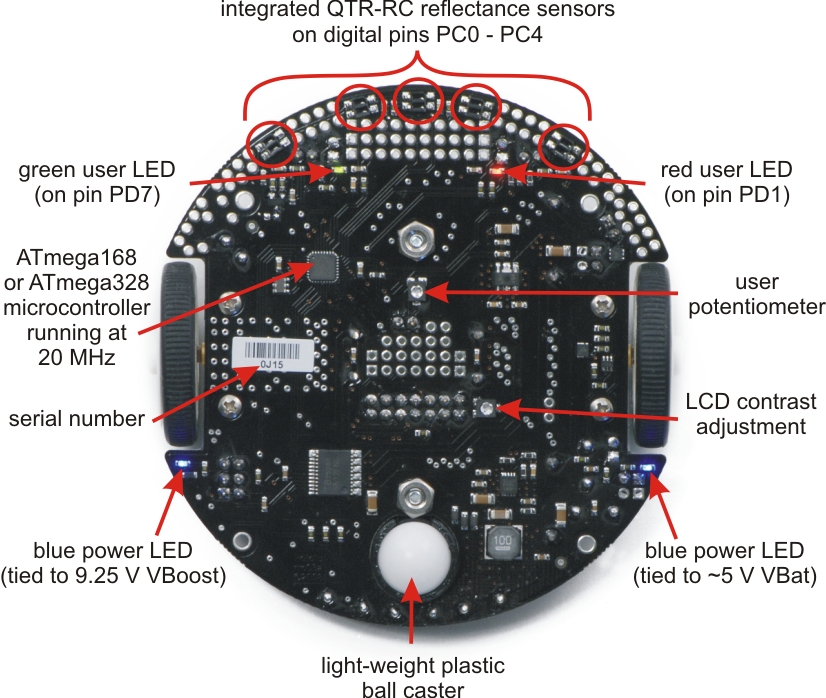 integrated QTR-RC reflectance sensors
on digital pins PC0 - PC4
green user LED
(on pin PD7)
red user LED
(on pin PD1)
ATmega168
or ATmega328
microcontroller
running at
20 MHz
user
potentiometer
0J15
serial number
LCD contrast
adjustment
100
blue power LED
(tied to 9.25 V VBoost)
blue power LED
(tied to ~5 V VBat)
light-weight plastic
ball caster